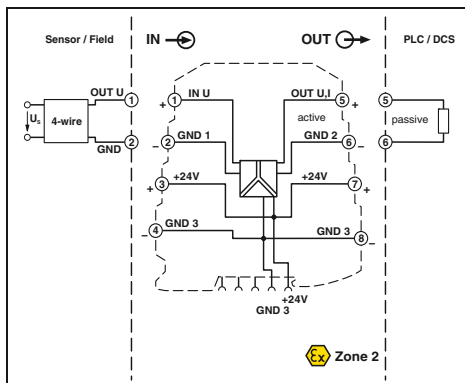 Sensor / Field
IN
OUT
PLC / DCS
OUT U
1
+
1
IN U
OUT U,I
5
+
5
Us
4-wire
active
passive
GND
2
–
2
GND 1
GND 2
6
–
6
+
3
+24V
+24V
7
+
–
4
GND 3
GND 3
8
–
+24V
GND 3
Ex Zone 2